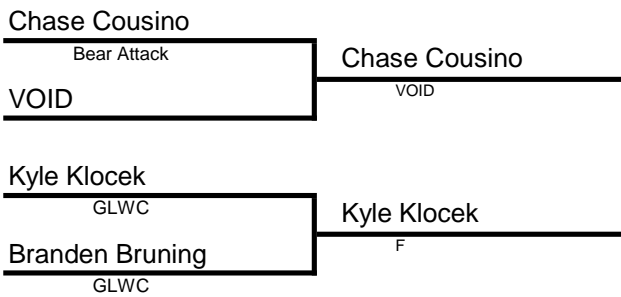 Chase Cousino
Bear Attack
VOID
Chase Cousino
VOID
Kyle Klocek
GLWC
Branden Bruning
GLWC
Kyle Klocek
F